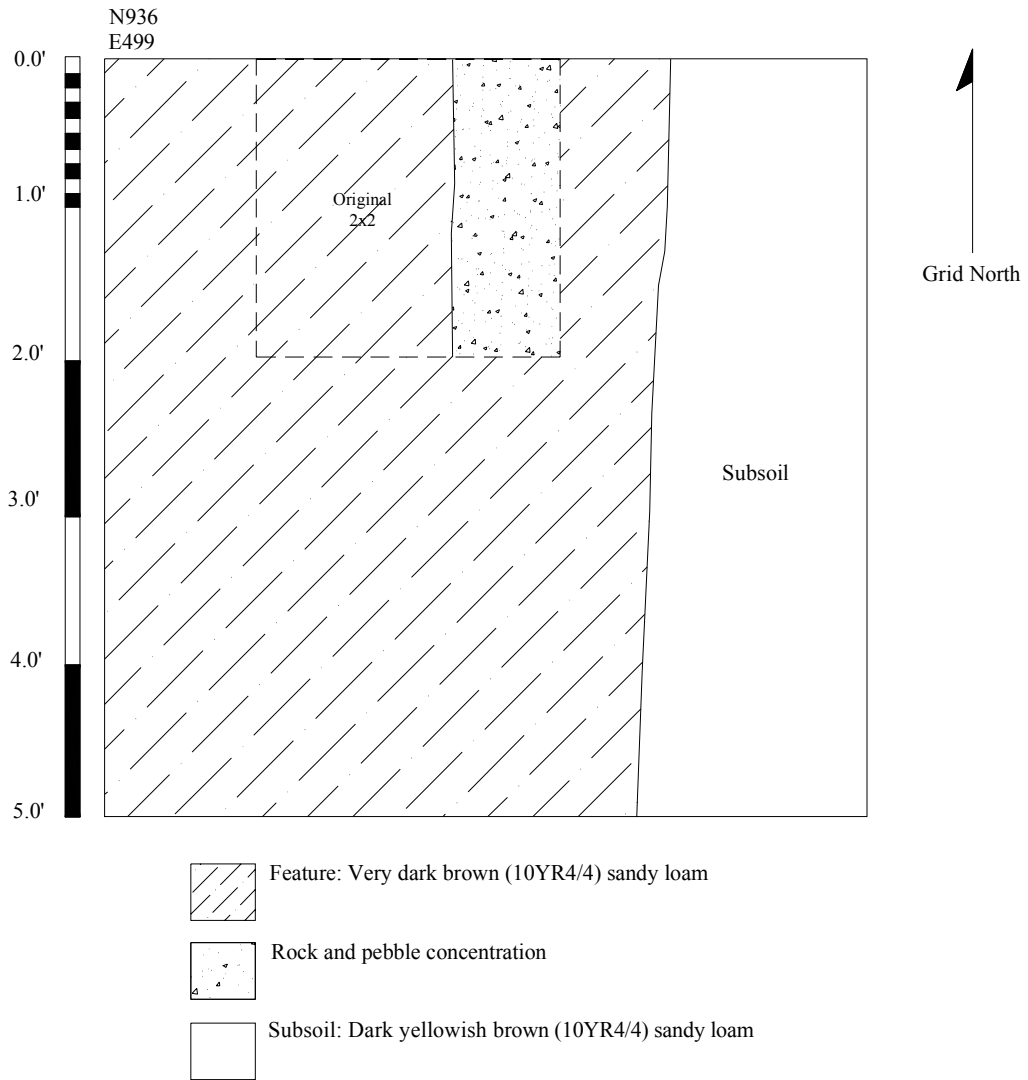 N936
E499
0.0'
1.0'
Original
2x2
Grid North
2.0'
Subsoil
3.0'
4.0'
5.0'
Feature: Very dark brown (10YR4/4) sandy loam
Rock and pebble concentration
Subsoil: Dark yellowish brown (10YR4/4) sandy loam